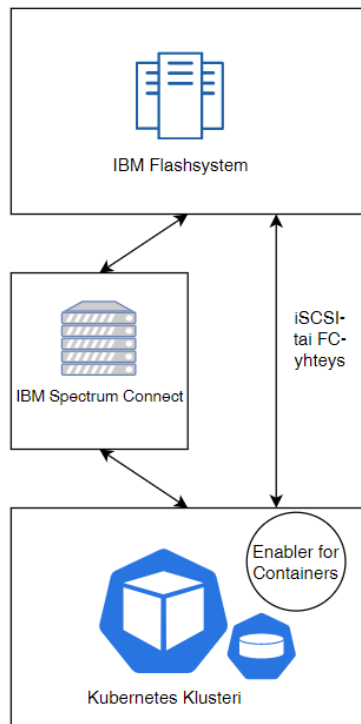 IBM Flashsystem
iSCSI-
tai FC-
yhteys
IBM Spectrum Connect
Enabler for
Containers
Kubernetes Klusteri